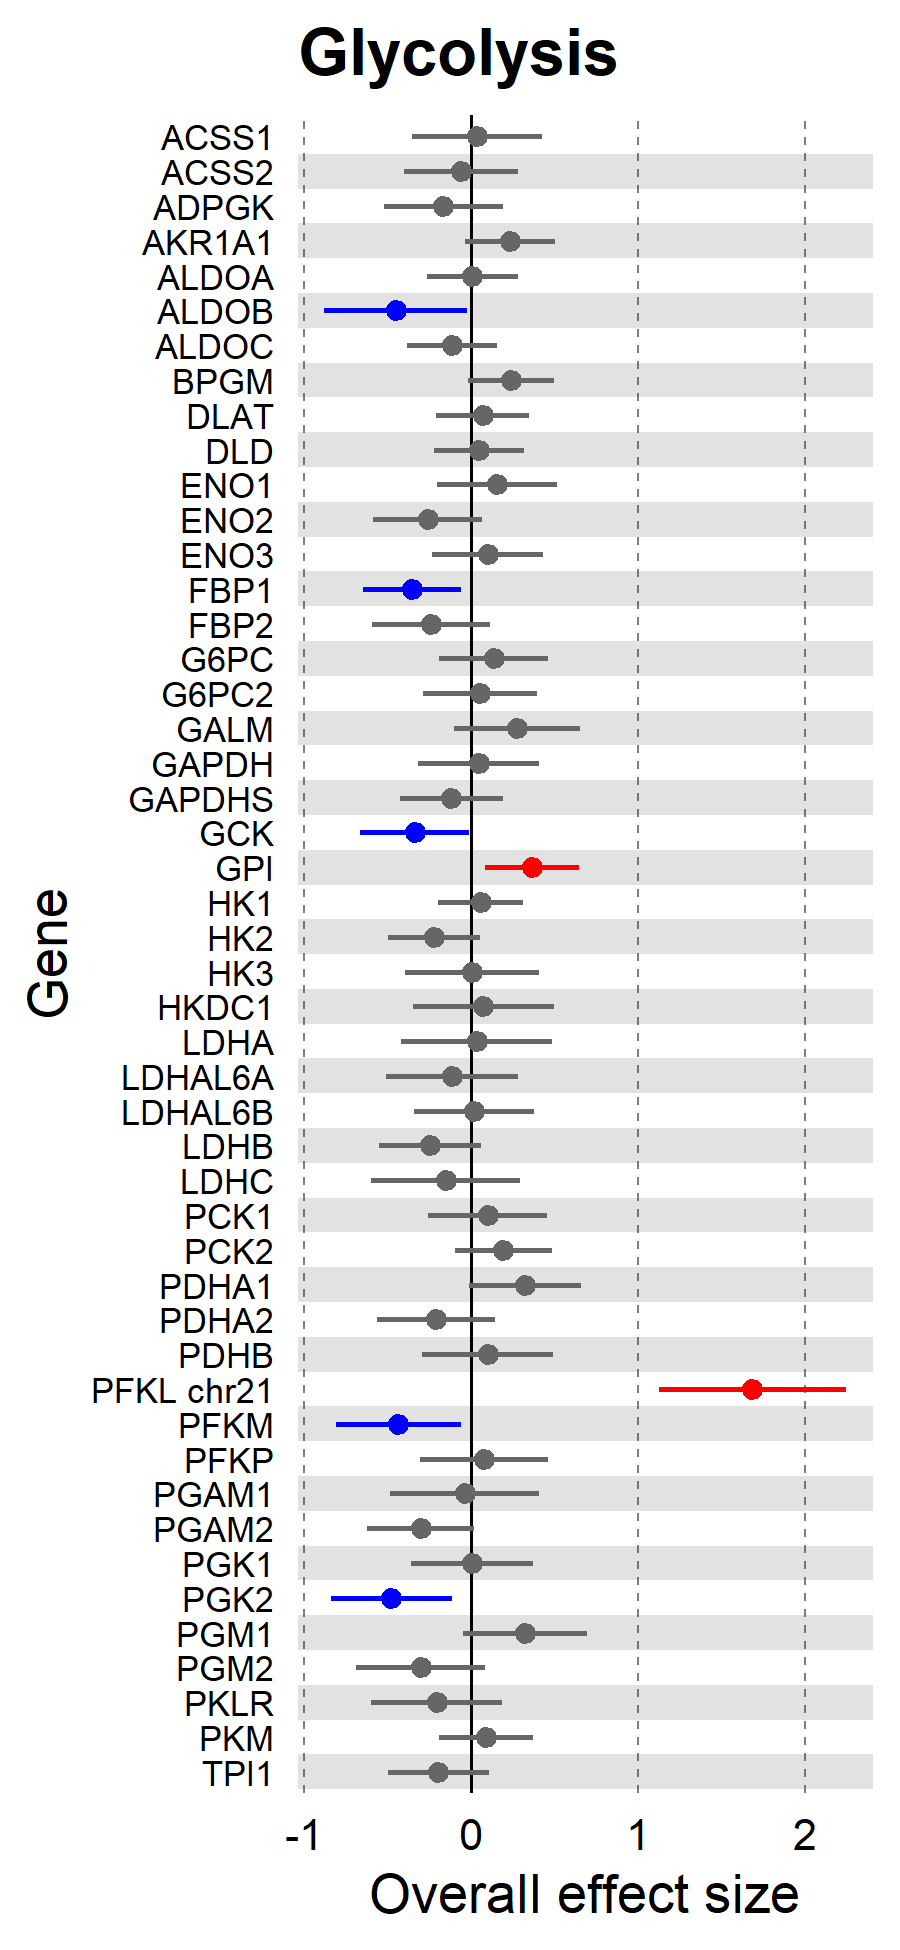 Glycolysis
ACSS1
ACSS2
ADPGK
AKR1A1
ALDOA
ALDOB
ALDOC
BPGM
DLAT
DLD
ENO1
ENO2
ENO3
FBP1
FBP2
G6PC
G6PC2
GALM
GAPDH
GAPDHS
GCK
GPI
HK1
HK2
HK3
HKDC1
LDHA
LDHAL6A
LDHAL6B
LDHB
LDHC
PCK1
PCK2
PDHA1
PDHA2
PDHB
PFKL chr21
PFKM
PFKP
PGAM1
PGAM2
PGK1
PGK2
PGM1
PGM2
PKLR
PKM
TPI1
Gene
-1 0 1 2
Overall effect size